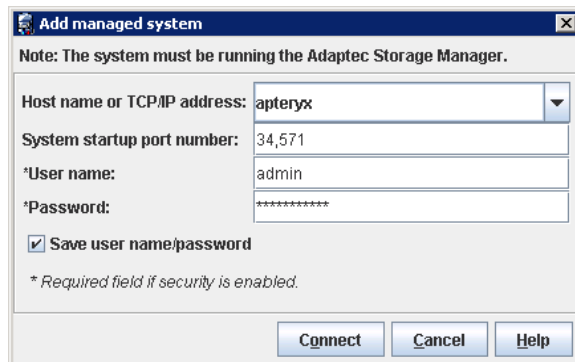 Add managed system
Note: The system must be running the Adaptec Storage Manager.
Host name or TCP/IP address: apteryx
System startup port number: 34,571
*User name: admin
*Password: ***********
Save user name/password
* Required field if security is enabled.
Connect Cancel Help